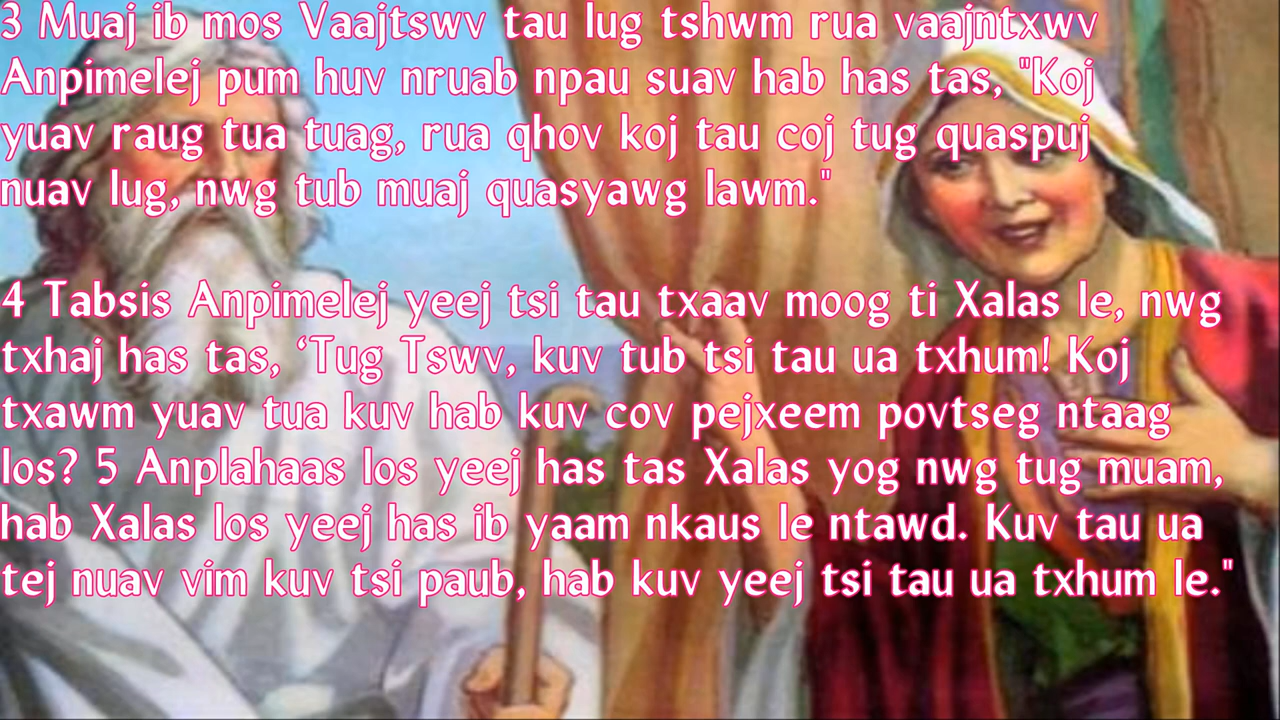 3 Muaj ib mos Vaajtswv tau lug tshwm rua vaajntxwv
Anpimelej pum huv nruab npau suav hab has tas, "Koj
yuav raug tua tuag, rua qhov koj tau coj tug quaspuj
nuav lug, nwg tub muaj quasyawg lawm."
4 Tabsis Anpimelej yeej tsi tau txaav moog ti Xalas le, nwg
txhaj has tas, ‘Tug Tswv, kuv tub tsi tau ua txhum! Koj
txawm yuav tua kuv hab kuv cov pejxeem povtseg ntaag
los? 5 Anplahaas los yeej has tas Xalas yog nwg tug muam,
hab Xalas los yeej has ib yaam nkaus le ntawd. Kuv tau ua
tej nuav vim kuv tsi paub, hab kuv yeej tsi tau ua txhum le."